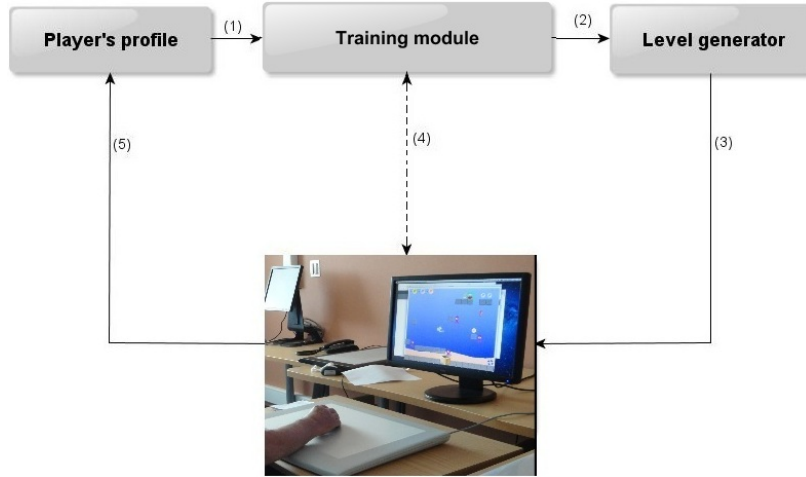 Player's profile
(1)
Training module
(2)
Level generator
(5)
(4)
(3)